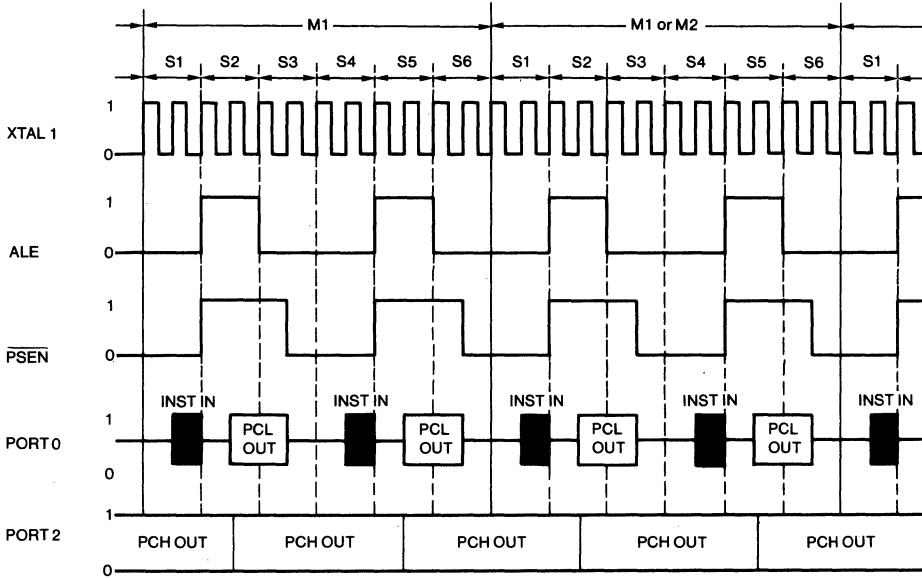 M1 M1 or M2
S1 S2 S3 S4 S5 S6 S1 S2 S3 S4 S5 S6 S1
1
XTAL 1
0
1
ALE
0
1
PSEN
0
INST IN INST IN INST IN INST IN INST IN
1
PORT 0
PCL OUT PCL OUT PCL OUT PCL OUT
0
1
PORT 2
PCH OUT PCH OUT PCH OUT PCH OUT PCH OUT
0